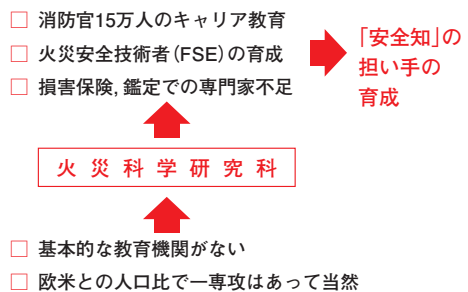 □ 消防官15万人のキャリア教育
□ 火災安全技術者(FSE)の育成
□ 損害保険，鑑定での専門家不足
「安全知」の
担い手の
育成
火災科学研究科
□ 基本的な教育機関がない
□ 欧米との人口比で一専攻はあって当然